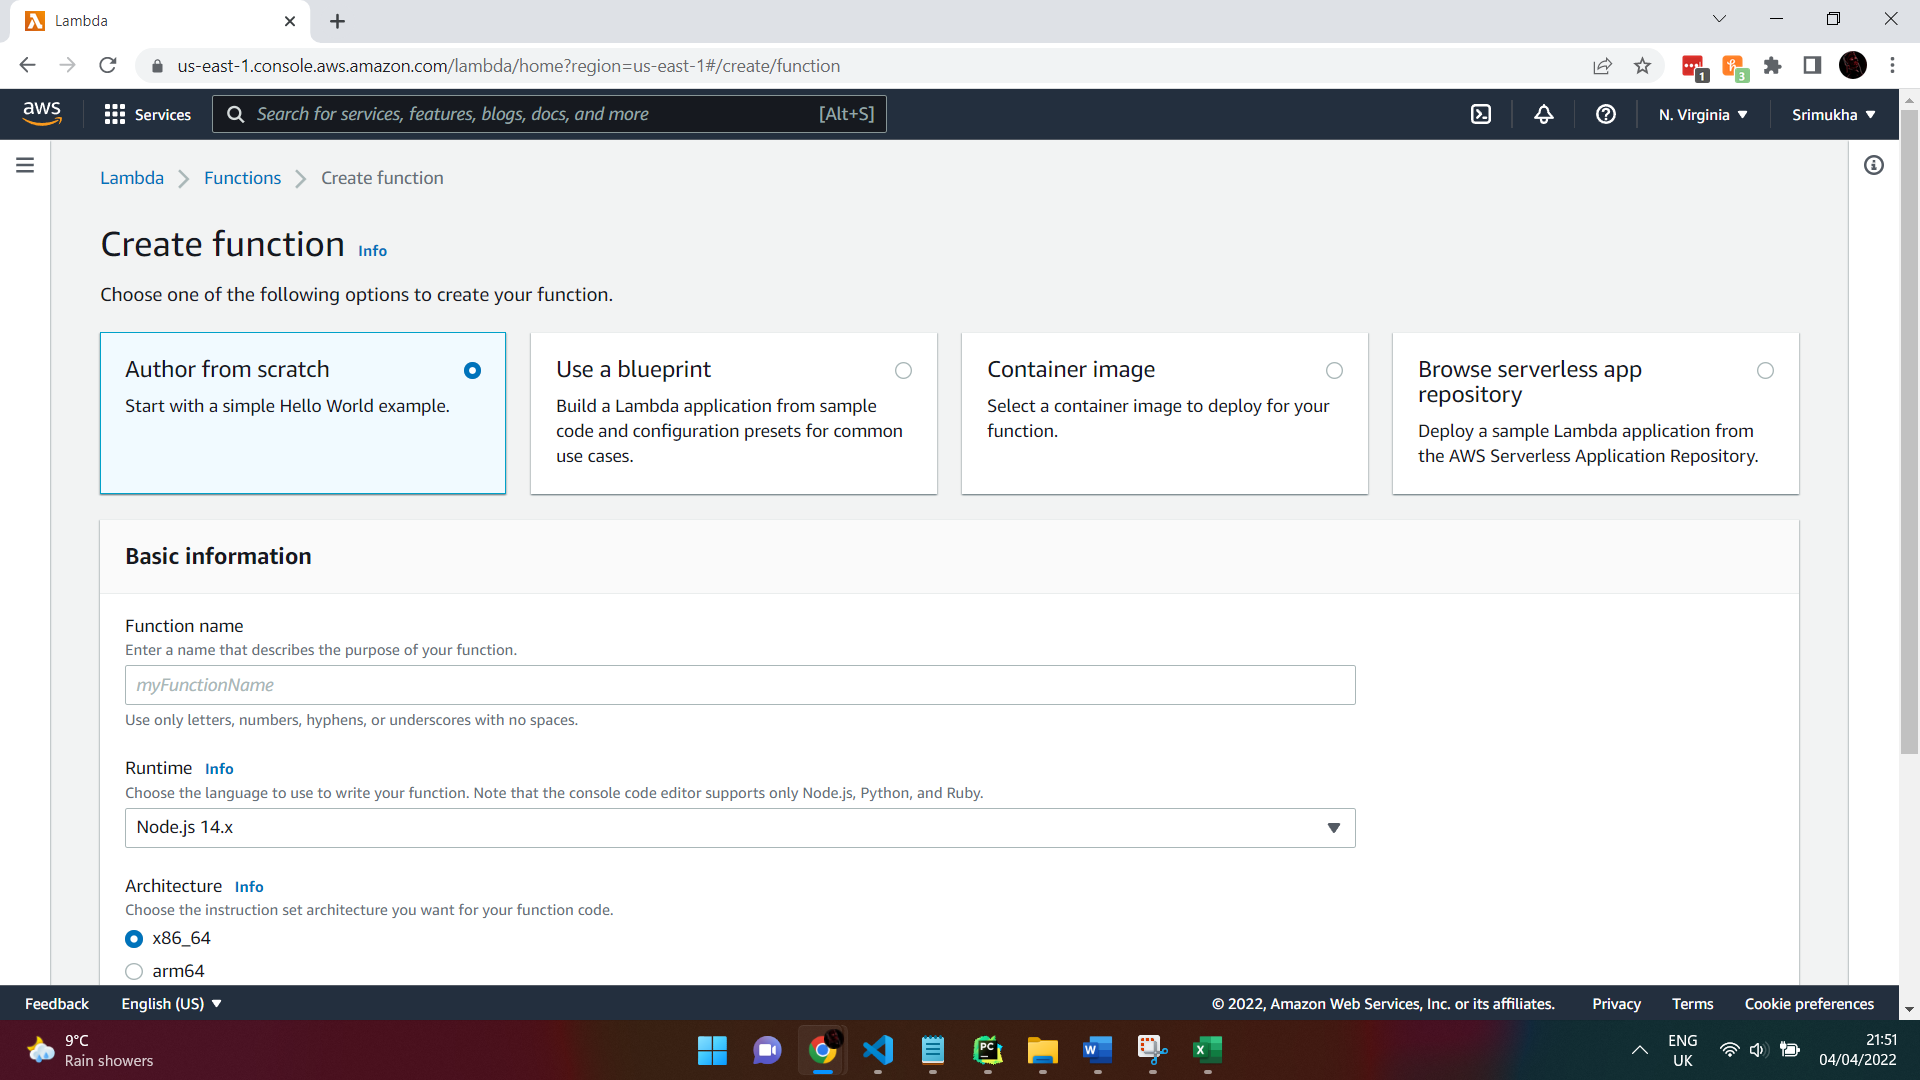 Lambda
us-east-1.console.aws.amazon.com/lambda/home?region=us-east-1#/create/function
1
3
aws
Services
Search for services, features, blogs, docs, and more
[Alt+S]
N. Virginia
Srimukha
Lambda
Functions
Create function
Create function Info
Choose one of the following options to create your function.
Author from scratch
Start with a simple Hello World example.
Use a blueprint
Build a Lambda application from sample
code and configuration presets for common
use cases.
Container image
Select a container image to deploy for your
function.
Browse serverless app
repository
Deploy a sample Lambda application from
the AWS Serverless Application Repository.
Basic information
Function name
Enter a name that describes the purpose of your function.
myFunctionName
Use only letters, numbers, hyphens, or underscores with no spaces.
Runtime Info
Choose the language to use to write your function. Note that the console code editor supports only Node.js, Python, and Ruby.
Node.js 14.x
Architecture Info
Choose the instruction set architecture you want for your function code.
x86_64
arm64
Feedback
English (US)
© 2022, Amazon Web Services, Inc. or its affiliates.
Privacy
Terms
Cookie preferences
9°C
Rain showers
PC
W
X
ENG
UK
21:51
04/04/2022